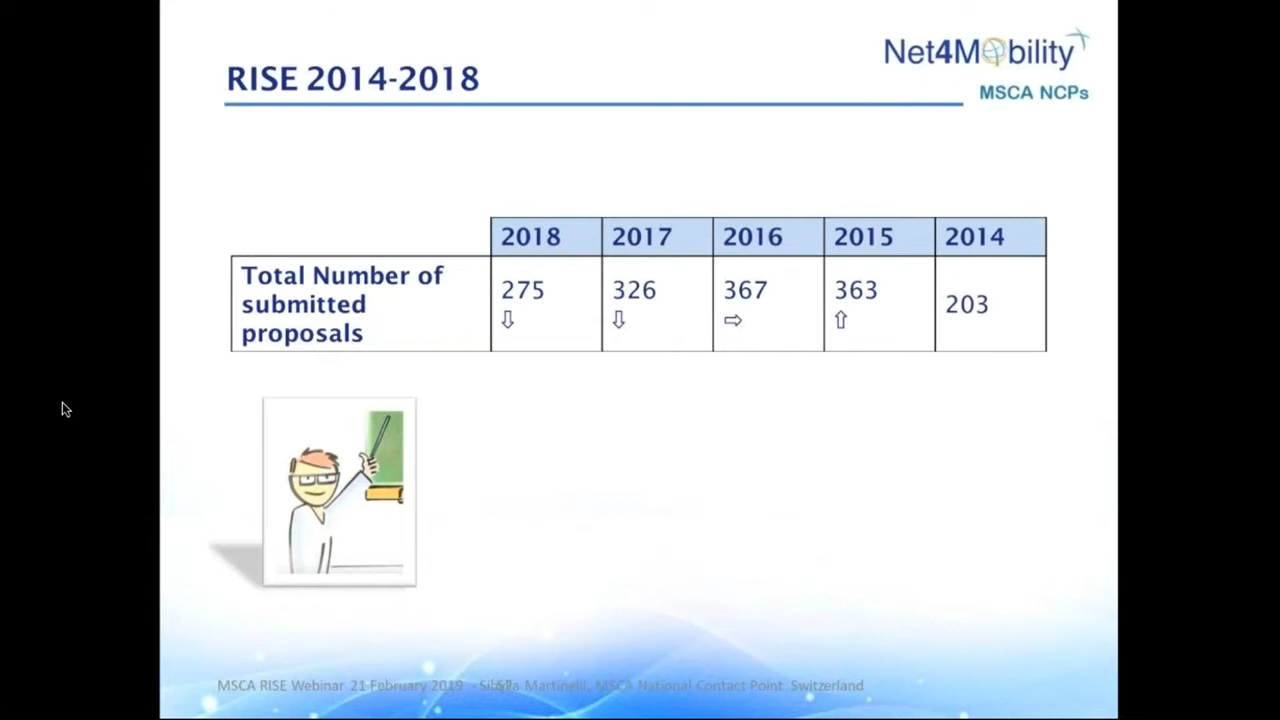 Net4Mobility
MSCA NCPs
RISE 2014-2018
2018 2017 2016 2015 2014
Total Number of submitted proposals
275 326 367 363 203
⇩ ⇩ ⇨ ⇧
MSCA RISE Webinar 21 February 2019 - Martinelli, MSCA National Contact Point Switzerland